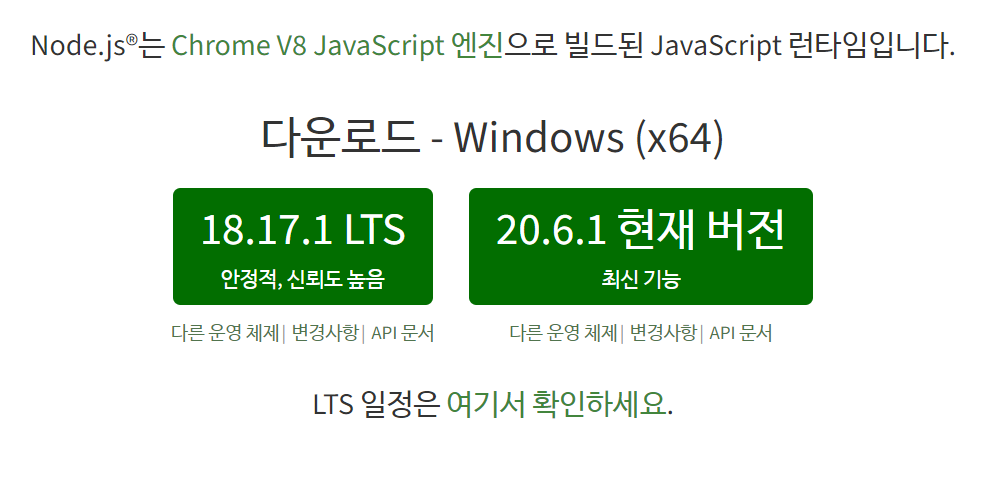 Node.js®는 Chrome V8 JavaScript 엔진으로 빌드된 JavaScript 런타임입니다.
다운로드 - Windows (x64)
18.17.1 LTS
안정적, 신뢰도 높음
다른 운영 체제| 변경사항| API 문서
20.6.1 현재 버전
최신 기능
다른 운영 체제| 변경사항| API 문서
LTS 일정은 여기서 확인하세요.